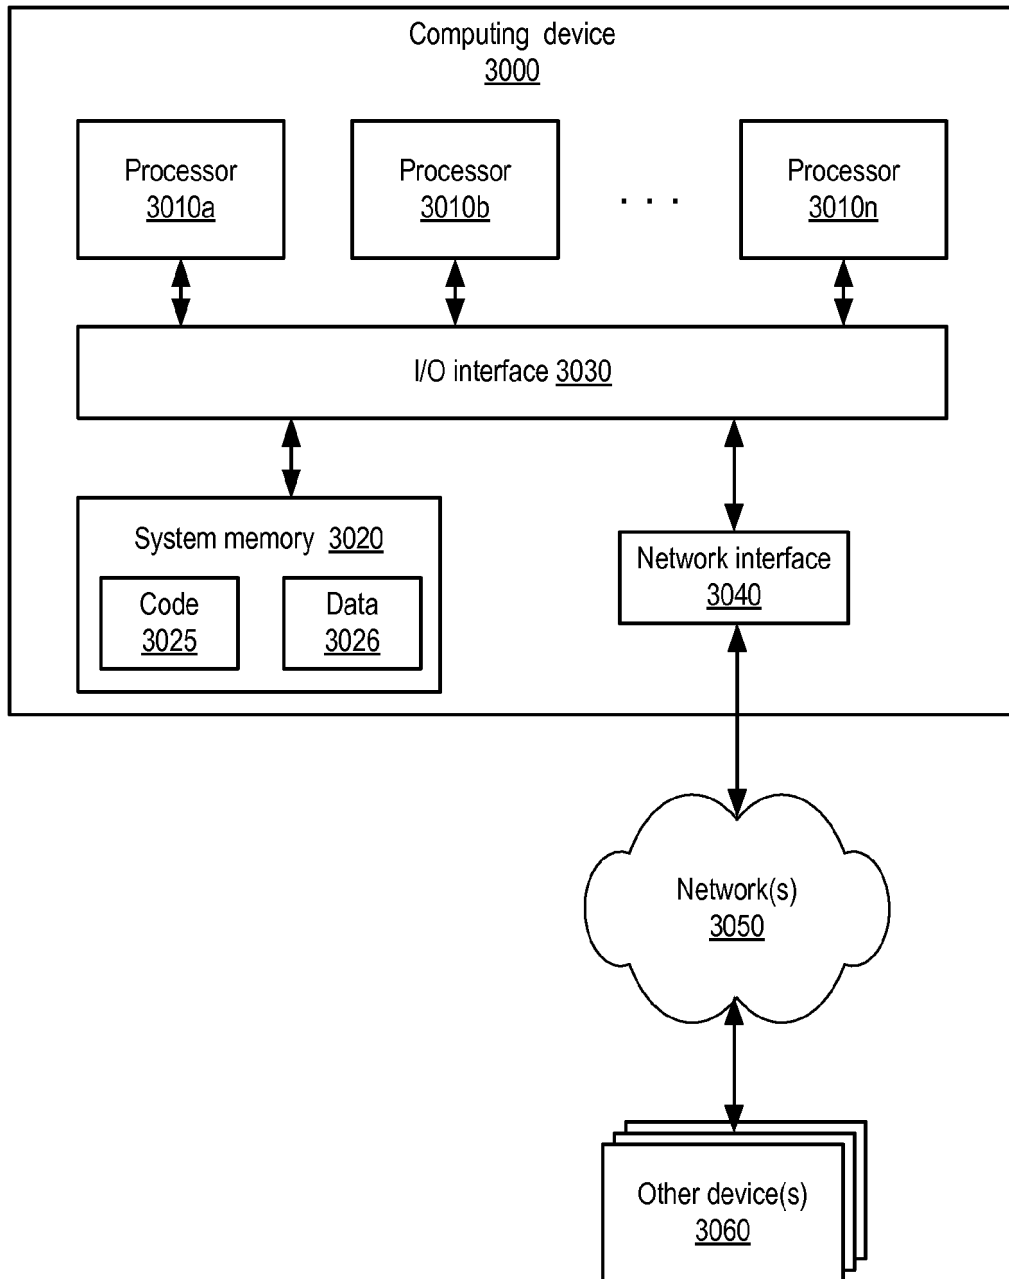 Computing device
3000
Processor
3010a
Processor
3010b
. . .
Processor
3010n
I/O interface 3030
System memory 3020
Code
3025
Data
3026
Network interface
3040
Network(s)
3050
Other device(s)
3060